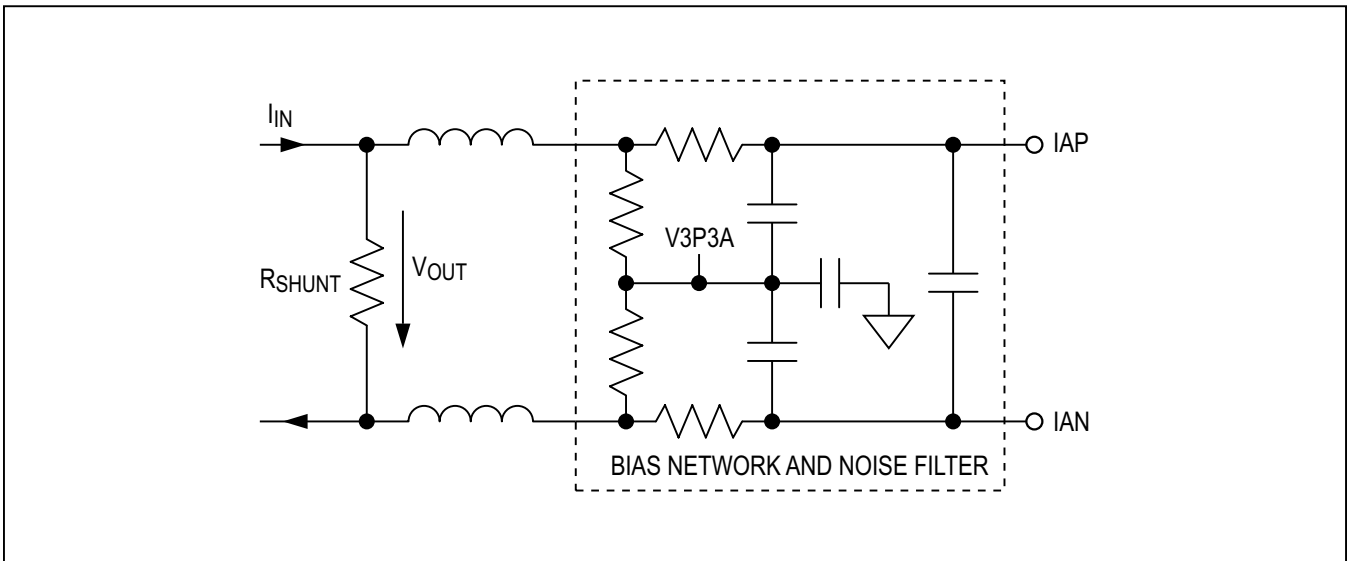 IIN
IAP
V3P3A
RSHUNT
VOUT
IAN
BIAS NETWORK AND NOISE FILTER